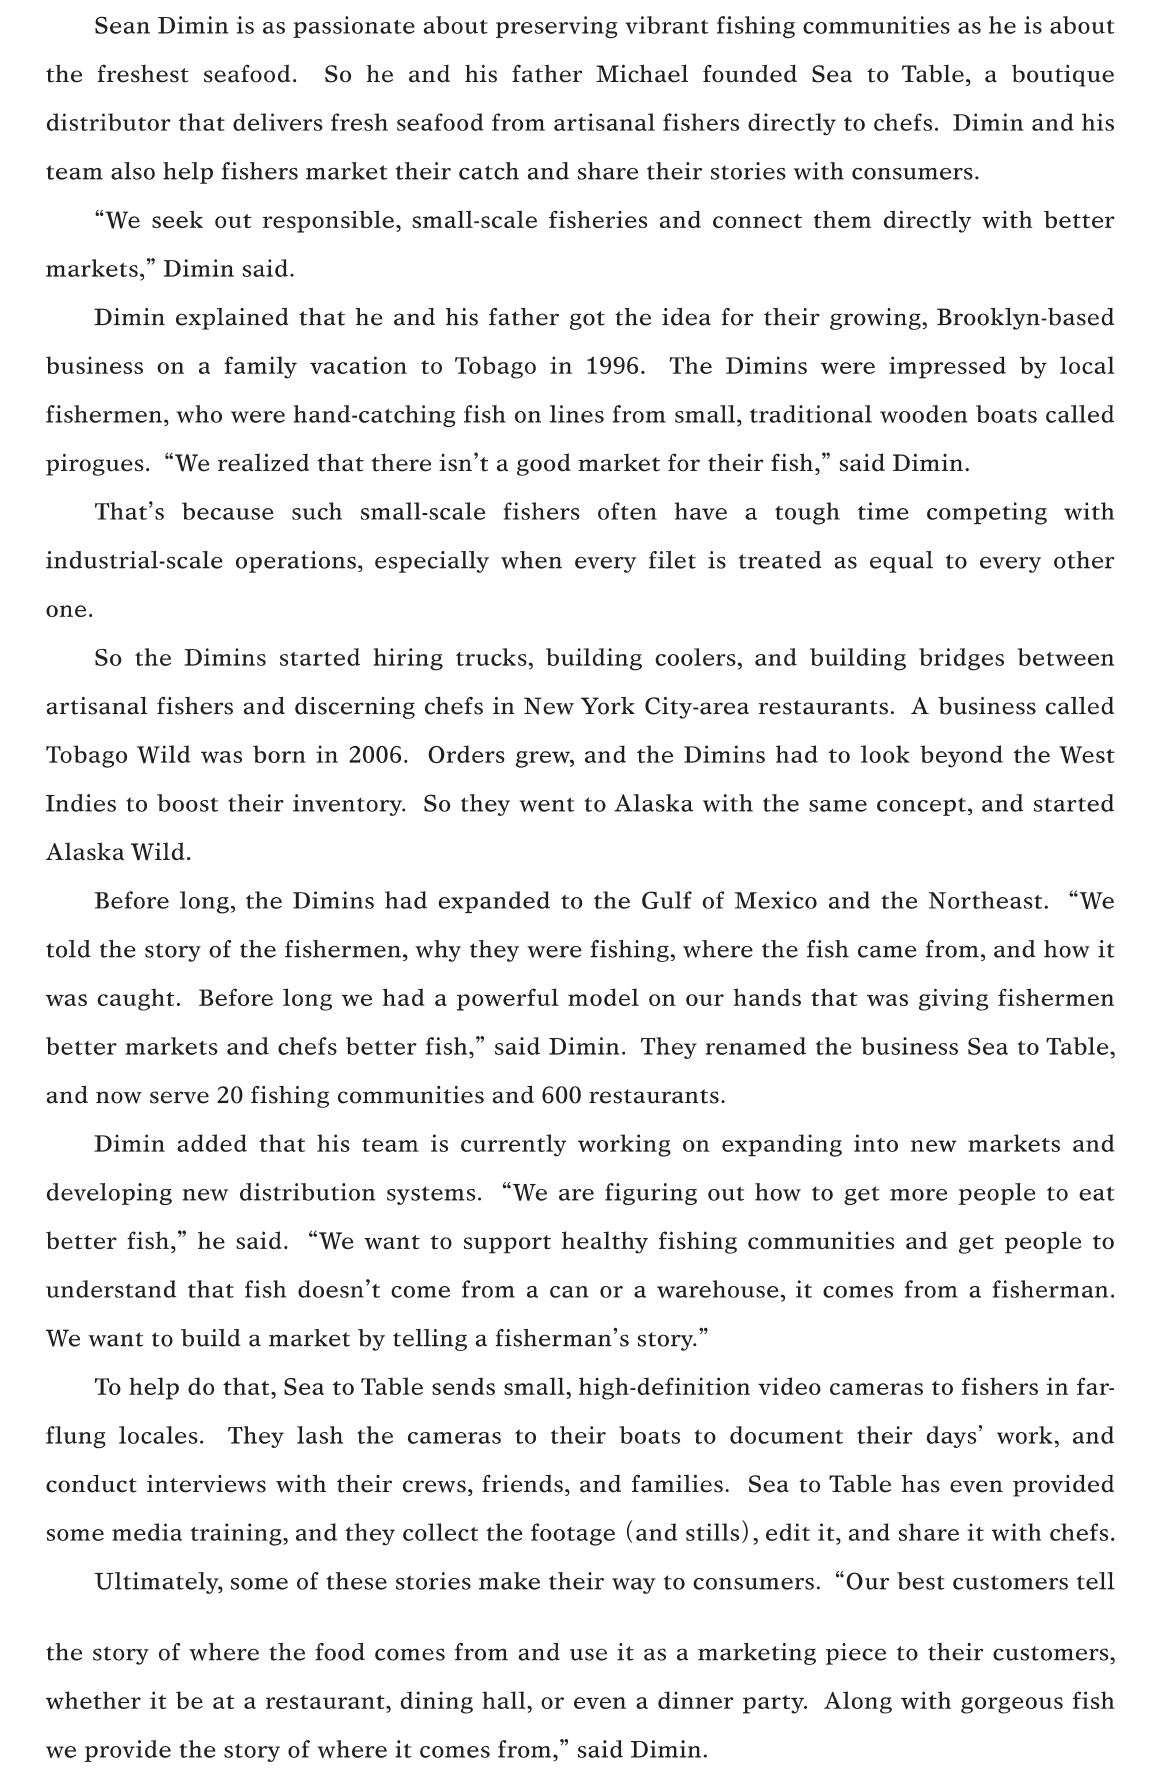 Sean Dimin is as passionate about preserving vibrant fishing communities as he is about
the freshest seafood.  So he and his father Michael founded Sea to Table, a boutique
distributor that delivers fresh seafood from artisanal fishers directly to chefs.  Dimin and his
team also help fishers market their catch and share their stories with consumers.
“We seek out responsible, small-scale fisheries and connect them directly with better
markets,” Dimin said.
Dimin explained that he and his father got the idea for their growing, Brooklyn-based
business on a family vacation to Tobago in 1996.  The Dimins were impressed by local
fishermen, who were hand-catching fish on lines from small, traditional wooden boats called
pirogues.  “We realized that there isn’t a good market for their fish,” said Dimin.
That’s because such small-scale fishers often have a tough time competing with
industrial-scale operations, especially when every filet is treated as equal to every other
one.
So the Dimins started hiring trucks, building coolers, and building bridges between
artisanal fishers and discerning chefs in New York City-area restaurants.  A business called
Tobago Wild was born in 2006.  Orders grew, and the Dimins had to look beyond the West
Indies to boost their inventory.  So they went to Alaska with the same concept, and started
Alaska Wild.
Before long, the Dimins had expanded to the Gulf of Mexico and the Northeast.  “We
told the story of the fishermen, why they were fishing, where the fish came from, and how it
was caught.  Before long we had a powerful model on our hands that was giving fishermen
better markets and chefs better fish,” said Dimin.  They renamed the business Sea to Table,
and now serve 20 fishing communities and 600 restaurants.
Dimin added that his team is currently working on expanding into new markets and
developing new distribution systems.  “We are figuring out how to get more people to eat
better fish,” he said.  “We want to support healthy fishing communities and get people to
understand that fish doesn’t come from a can or a warehouse, it comes from a fisherman.
We want to build a market by telling a fisherman’s story.”
To help do that, Sea to Table sends small, high-definition video cameras to fishers in far-
flung locales.  They lash the cameras to their boats to document their days’ work, and
conduct interviews with their crews, friends, and families.  Sea to Table has even provided
some media training, and they collect the footage (and stills), edit it, and share it with chefs.
Ultimately, some of these stories make their way to consumers.  “Our best customers tell
the story of where the food comes from and use it as a marketing piece to their customers,
whether it be at a restaurant, dining hall, or even a dinner party.  Along with gorgeous fish
we provide the story of where it comes from,” said Dimin.